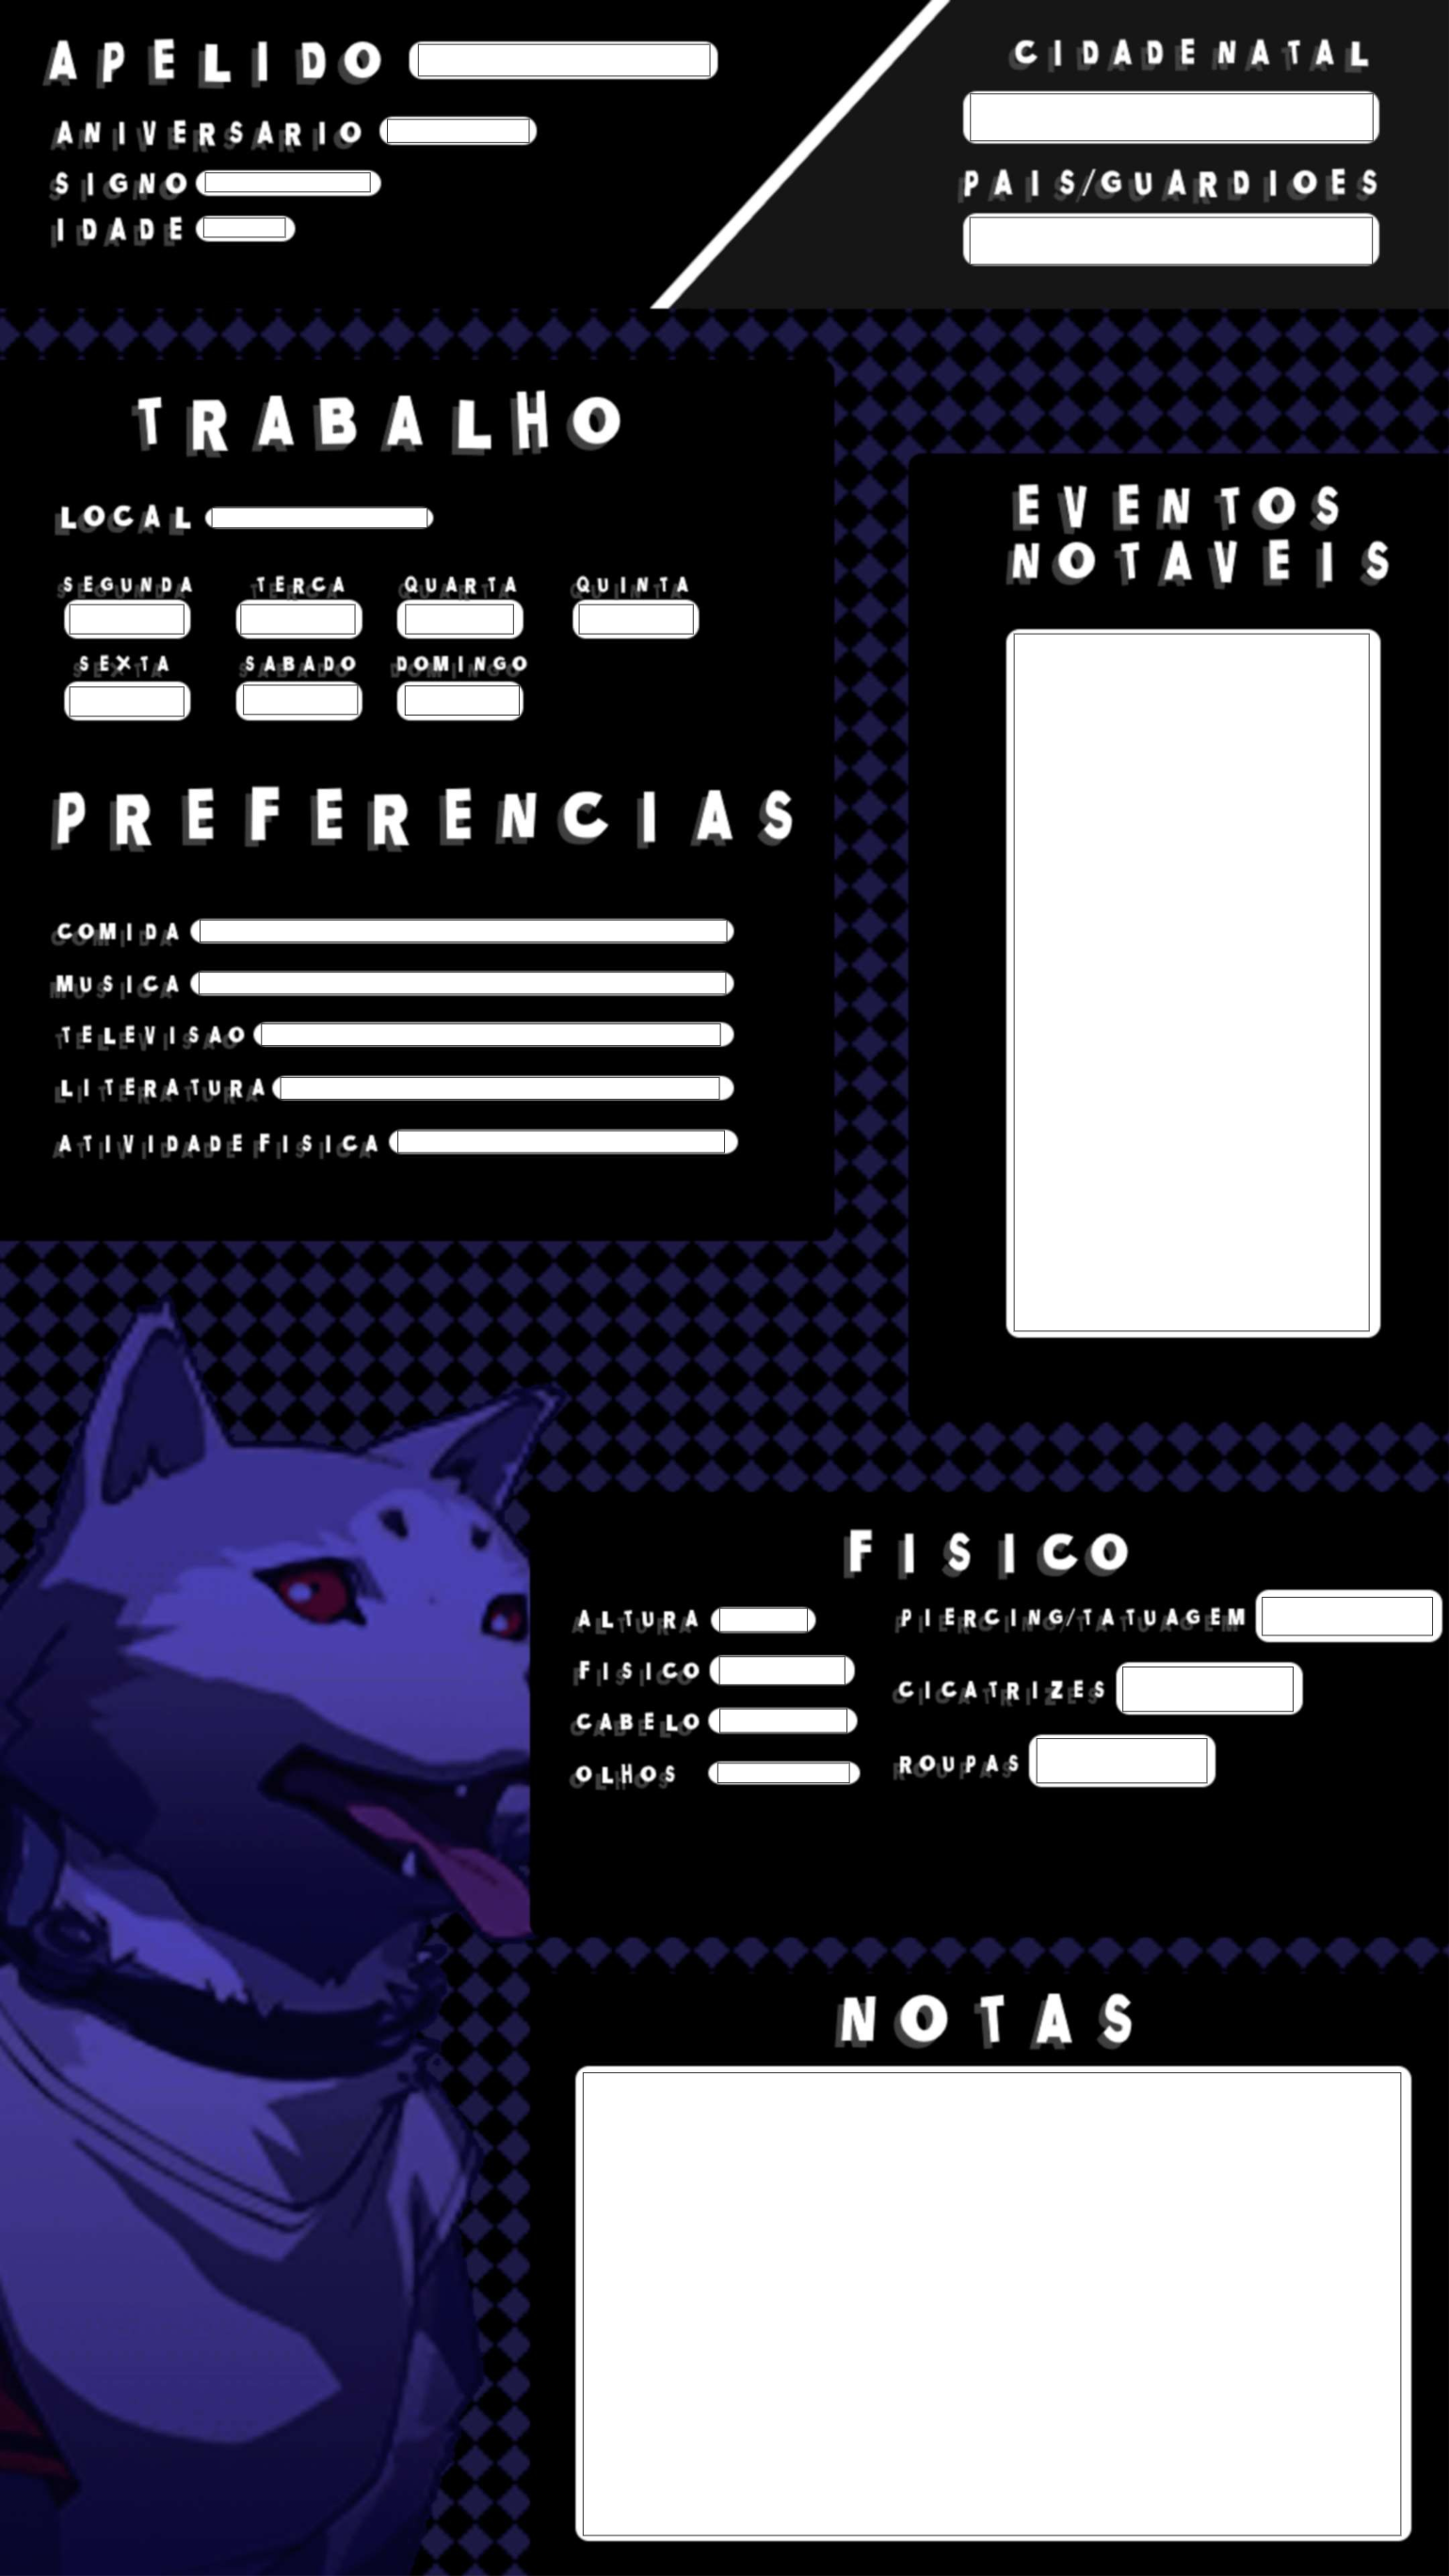 APELIDO
ANIVERSARIO
SIGNO
IDADE
CIDADE NATAL
PAIS/GUARDIOES
TRABALHO
LOCAL
SEGUNDA TERCA QUARTA QUINTA
SEXTA SABADO DOMINGO
PREFERENCIAS
COMIDA
MUSICA
TELEVISAO
LITERATURA
ATIVIDADE FISICA
EVENTOS
NOTAVEIS
FISICO
ALTURA
FISICO
CABELO
OLHOS
PIERCING/TATUAGEM
CICATRIZES
ROUPAS
NOTAS